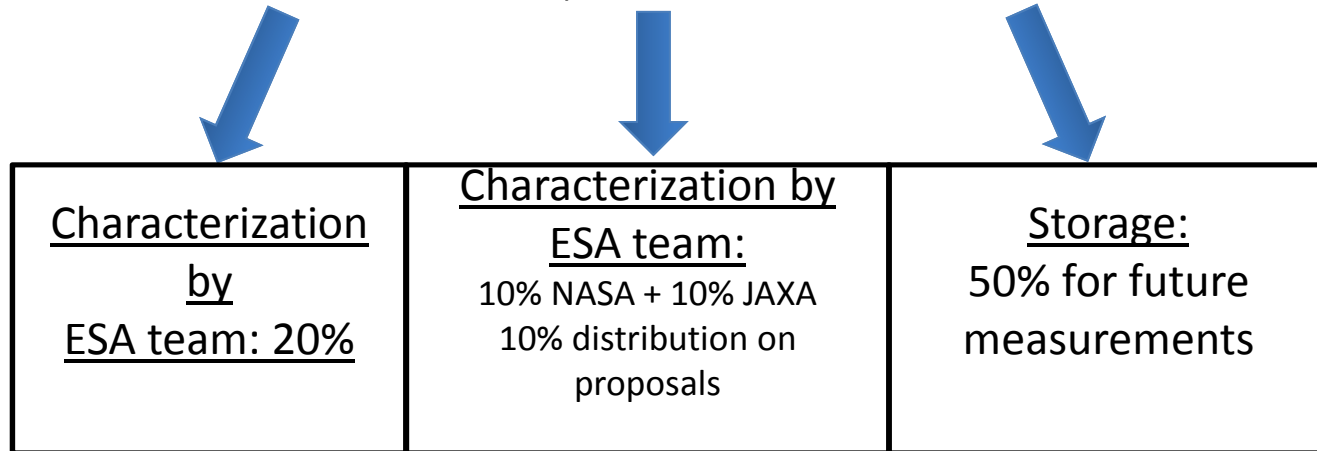 Characterization
by
ESA team: 20%
Characterization by
ESA team:
10% NASA + 10% JAXA
10% distribution on
proposals
Storage:
50% for future
measurements